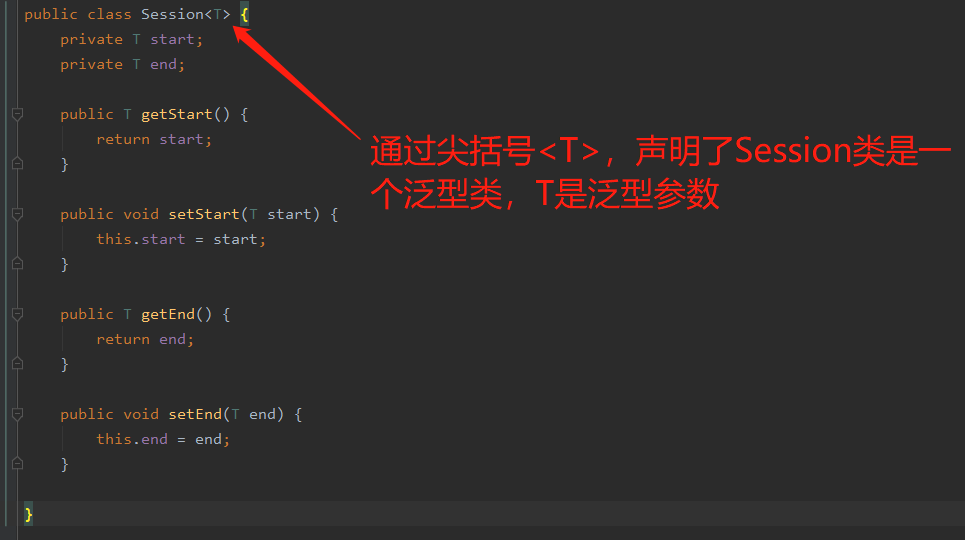 public class Session<T> {
    private T start;
    private T end;

    public T getStart() {
        return start;
    }

    public void setStart(T start) {
        this.start = start;
    }

    public T getEnd() {
        return end;
    }

    public void setEnd(T end) {
        this.end = end;
    }

}
通过尖括号<T>，声明了Session类是一
个泛型类，T是泛型参数